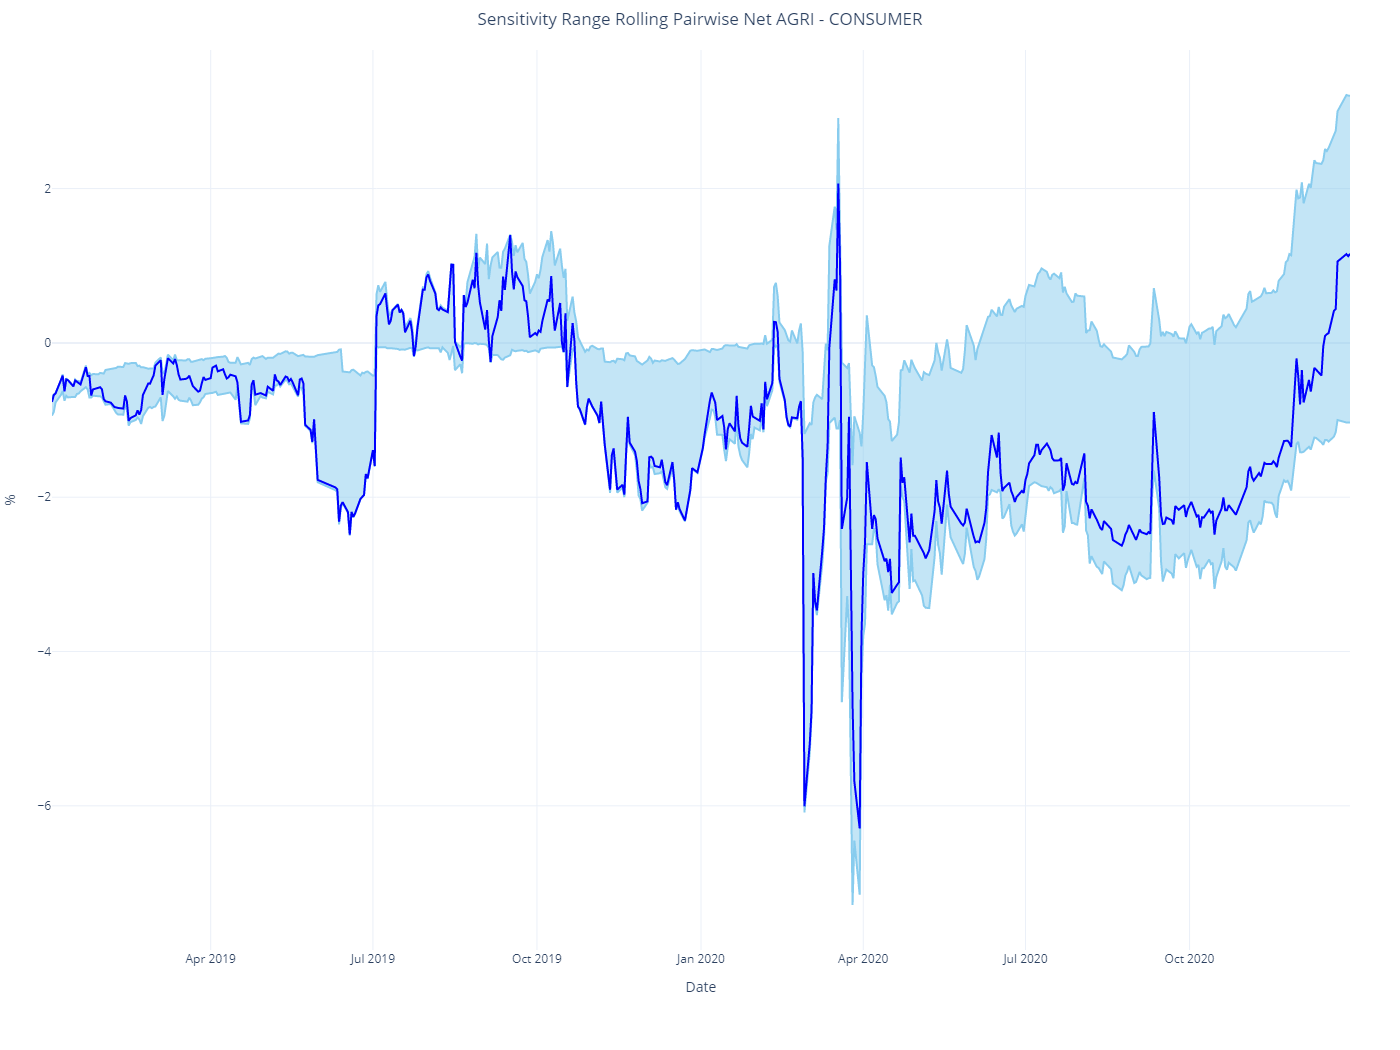 Sensitivity Range Rolling Pairwise Net AGRI - CONSUMER
2
0
−2
−4
−6
%
Apr 2019
Jul 2019
Oct 2019
Jan 2020
Apr 2020
Jul 2020
Oct 2020
Date